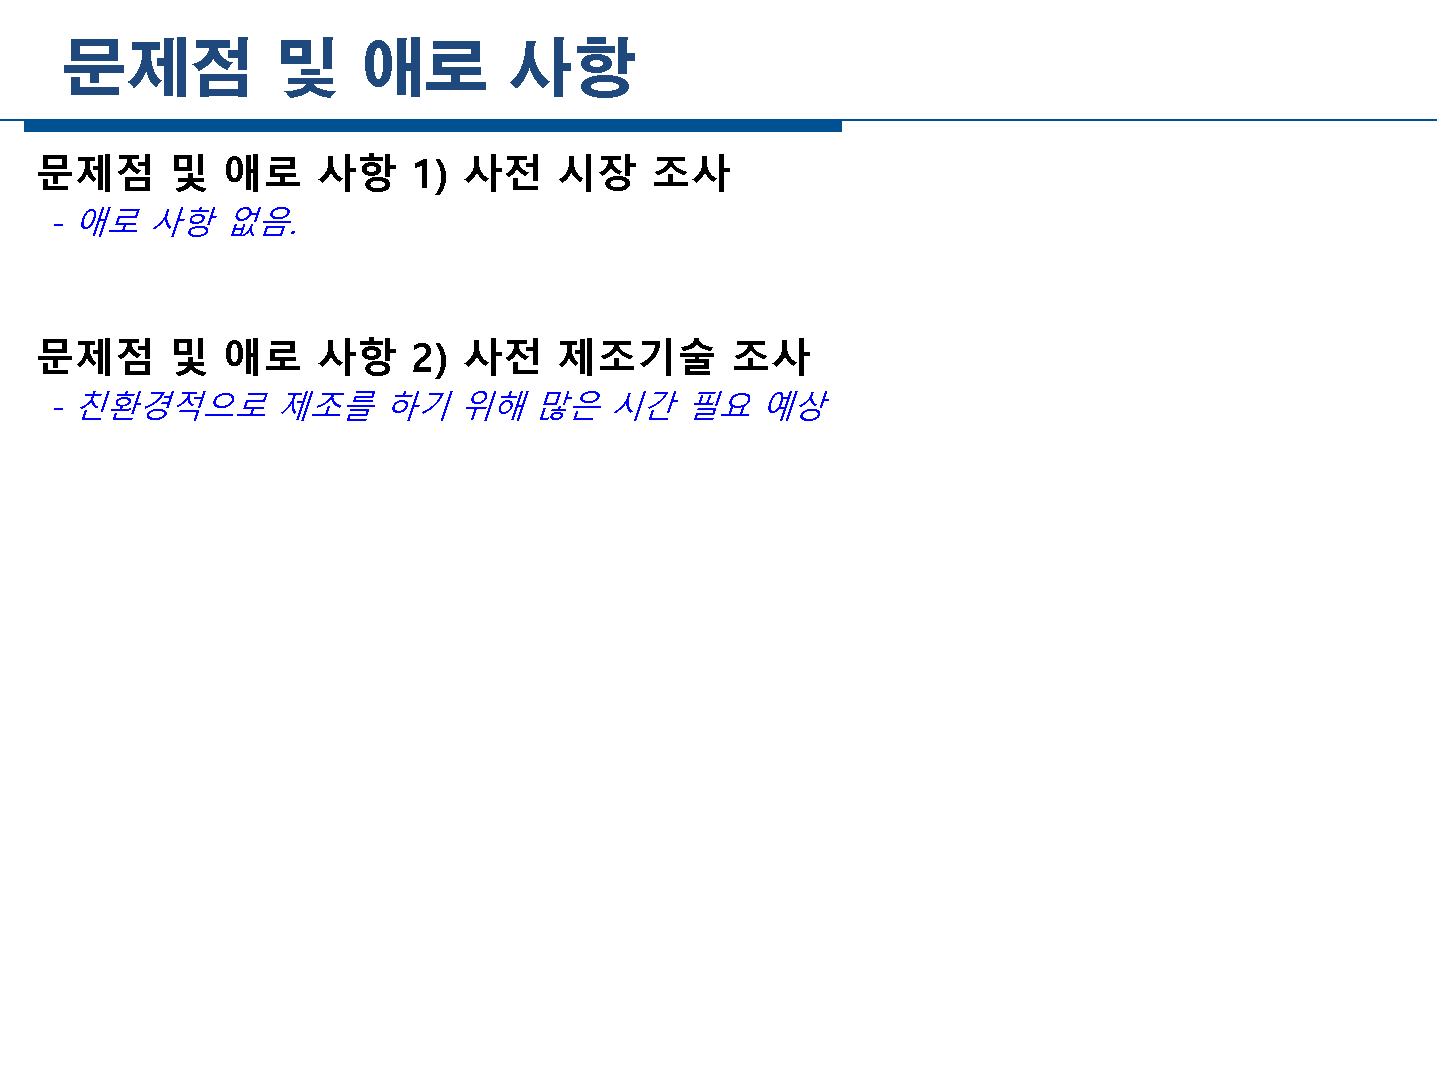 문제점 및 애로 사항
문제점 및 애로 사항 1) 사전 시장 조사
- 애로 사항 없음.
문제점 및 애로 사항 2) 사전 제조기술 조사
- 친환경적으로 제조를 하기 위해 많은 시간 필요 예상